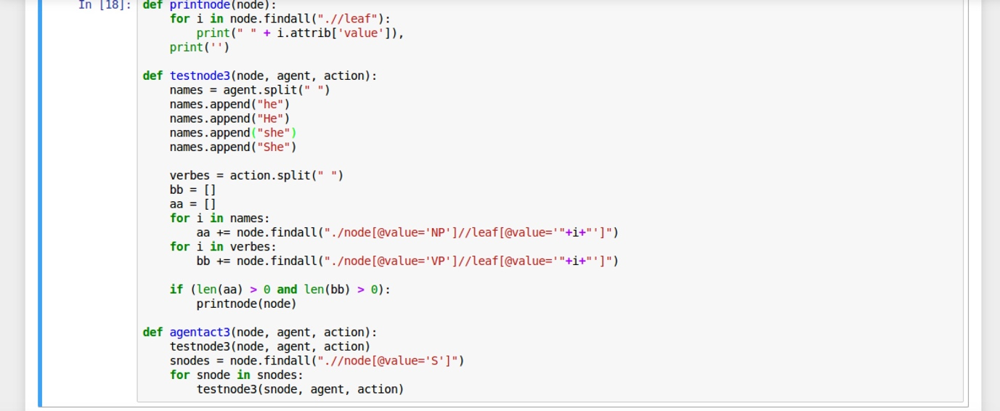 In [18]: def printnode(node):
    for i in node.findall(".//leaf"):
        print(" " + i.attrib['value']),
    print('')

def testnode3(node, agent, action):
    names = agent.split(" ")
    names.append("he")
    names.append("He")
    names.append("she")
    names.append("She")

    verbes = action.split(" ")
    bb = []
    aa = []
    for i in names:
        aa += node.findall("./node[@value='NP']//leaf[@value='"+i+"']")
    for i in verbes:
        bb += node.findall("./node[@value='VP']//leaf[@value='"+i+"']")

    if (len(aa) > 0 and len(bb) > 0):
        printnode(node)

def agentact3(node, agent, action):
    testnode3(node, agent, action)
    snodes = node.findall(".//node[@value='S']")
    for snode in snodes:
        testnode3(snode, agent, action)